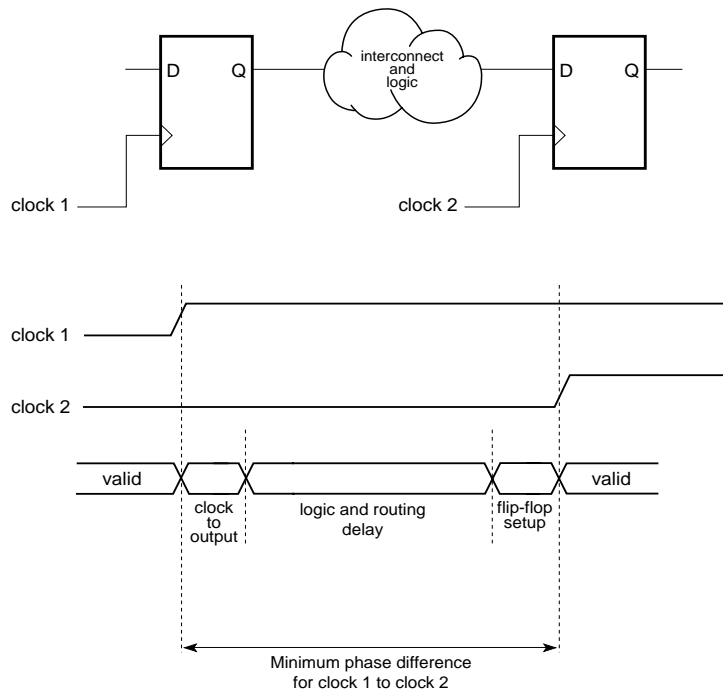 D Q
interconnect
and
logic
D Q
clock 1
clock 2
clock 1
clock 2
valid
valid
clock
to
output
logic and routing
delay
flip-flop
setup
Minimum phase difference
for clock 1 to clock 2